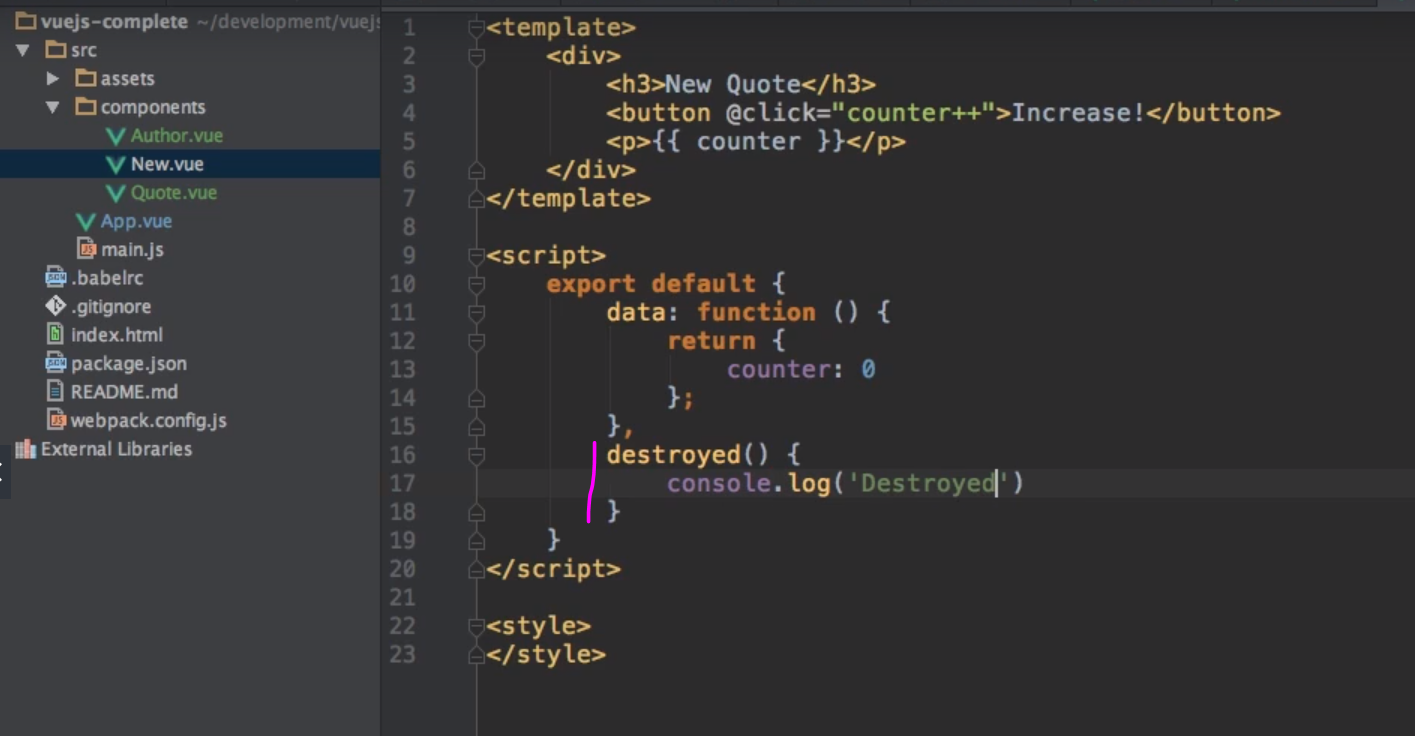 vuejs-complete ~/development/vuejs
src
assets
components
Author.vue
New.vue
Quote.vue
App.vue
main.js
.babelrc
.gitignore
index.html
package.json
README.md
webpack.config.js
External Libraries
1 <template>
2     <div>
3         <h3>New Quote</h3>
4         <button @click="counter++">Increase!</button>
5         <p>{{ counter }}</p>
6     </div>
7 </template>
8
9 <script>
10     export default {
11         data: function () {
12             return {
13                 counter: 0
14             };
15         },
16         destroyed() {
17             console.log('Destroyed')
18         }
19     }
20 </script>
21
22 <style>
23 </style>